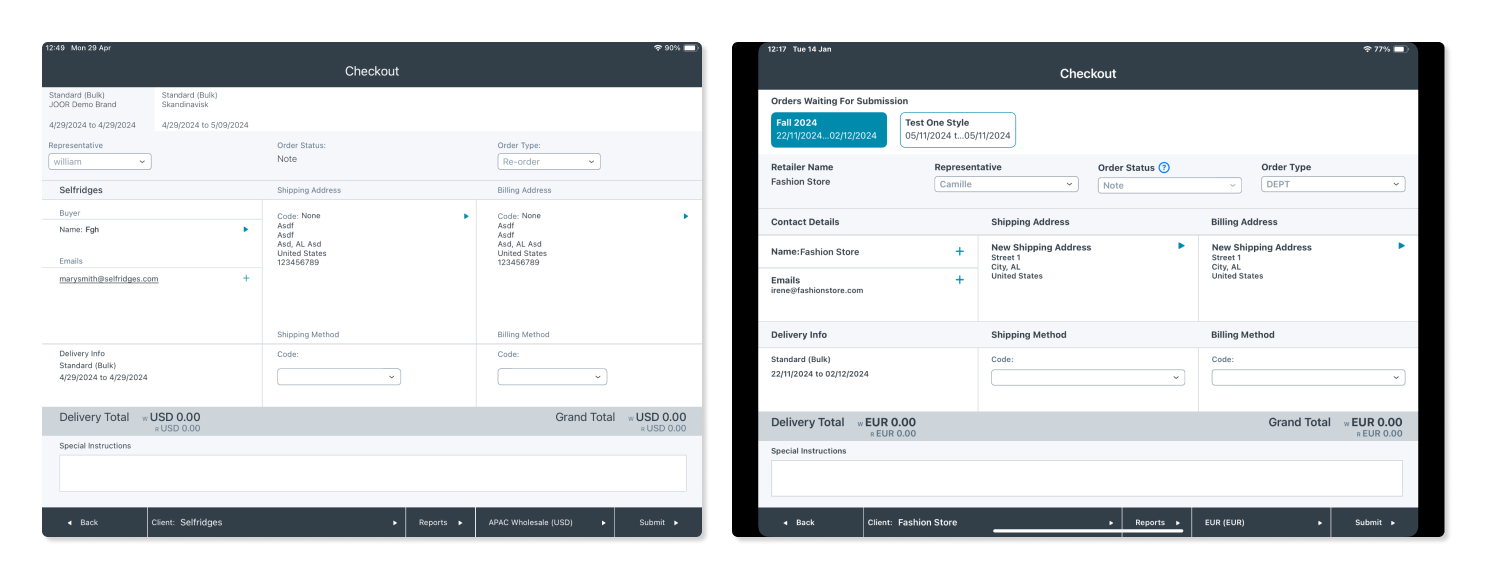 12:49 Mon 29 Apr
90%
Checkout
Standard (Bulk)
JOOR Demo Brand
4/29/2024 to 4/29/2024
Standard (Bulk)
Skandinavisk
4/29/2024 to 5/09/2024
Representative
william
Order Status:
Note
Order Type:
Re-order
Selfridges
Shipping Address
Billing Address
Buyer
Name: Fgh
Emails
marysmith@selfridges.com
+
Code: None
Asdf
Asdf
Asd, AL Asd
United States
123456789
Code: None
Asdf
Asdf
Asd, AL Asd
United States
123456789
Shipping Method
Billing Method
Delivery Info
Standard (Bulk)
4/29/2024 to 4/29/2024
Code:
Code:
Delivery Total W USD 0.00
R USD 0.00
Grand Total W USD 0.00
R USD 0.00
Special Instructions
Back
Client: Selfridges
Reports
APAC Wholesale (USD)
Submit
12:17 Tue 14 Jan
77%
Checkout
Orders Waiting For Submission
Fall 2024
22/11/2024...02/12/2024
Test One Style
05/11/2024 t...05/11/2024
Retailer Name
Fashion Store
Representative
Camille
Order Status ?
Note
Order Type
DEPT
Contact Details
Shipping Address
Billing Address
Name:Fashion Store +
Emails +
irene@fashionstore.com
New Shipping Address
Street 1
City, AL
United States
New Shipping Address
Street 1
City, AL
United States
Delivery Info
Shipping Method
Billing Method
Standard (Bulk)
22/11/2024 to 02/12/2024
Code:
Code:
Delivery Total W EUR 0.00
R EUR 0.00
Grand Total W EUR 0.00
R EUR 0.00
Special Instructions
Back
Client: Fashion Store
Reports
EUR (EUR)
Submit